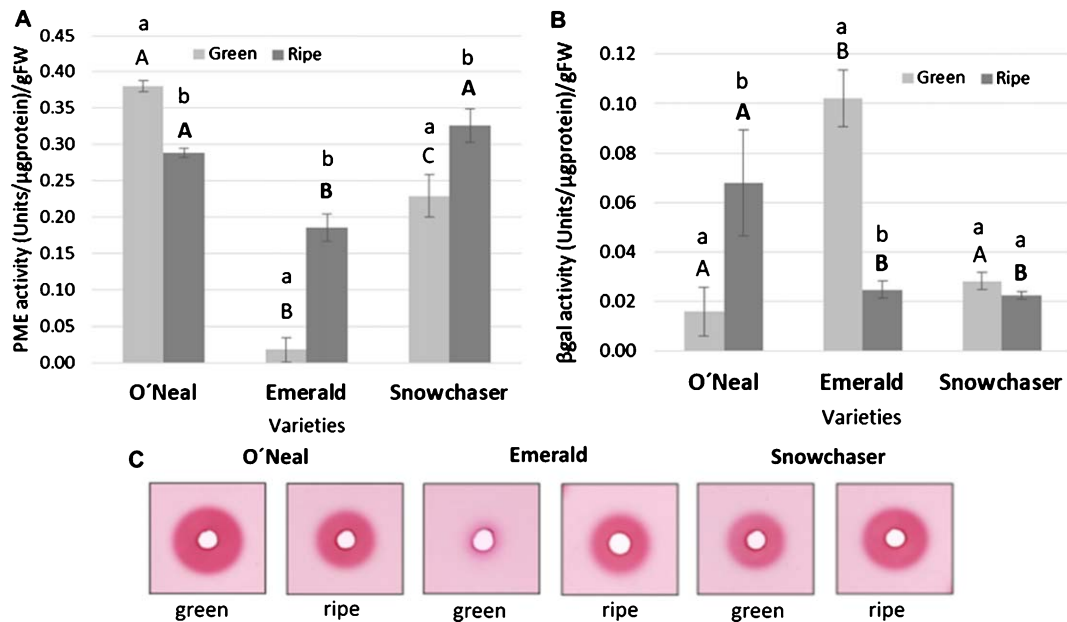 A
PME activity (Units/µgprotein)/gFW
0.45
0.40
0.35
0.30
0.25
0.20
0.15
0.10
0.05
0.00
Green Ripe
a
A
b
A
a
B
b
B
a
C
b
A
O´Neal Emerald Snowchaser
Varieties
B
βgal activity (Units/µgprotein)/gFW
0.12
0.10
0.08
0.06
0.04
0.02
0.00
Green Ripe
a
A
b
A
a
B
b
B
a
A
a
B
O´Neal Emerald Snowchaser
Varieties
C
O´Neal Emerald Snowchaser
green ripe green ripe green ripe